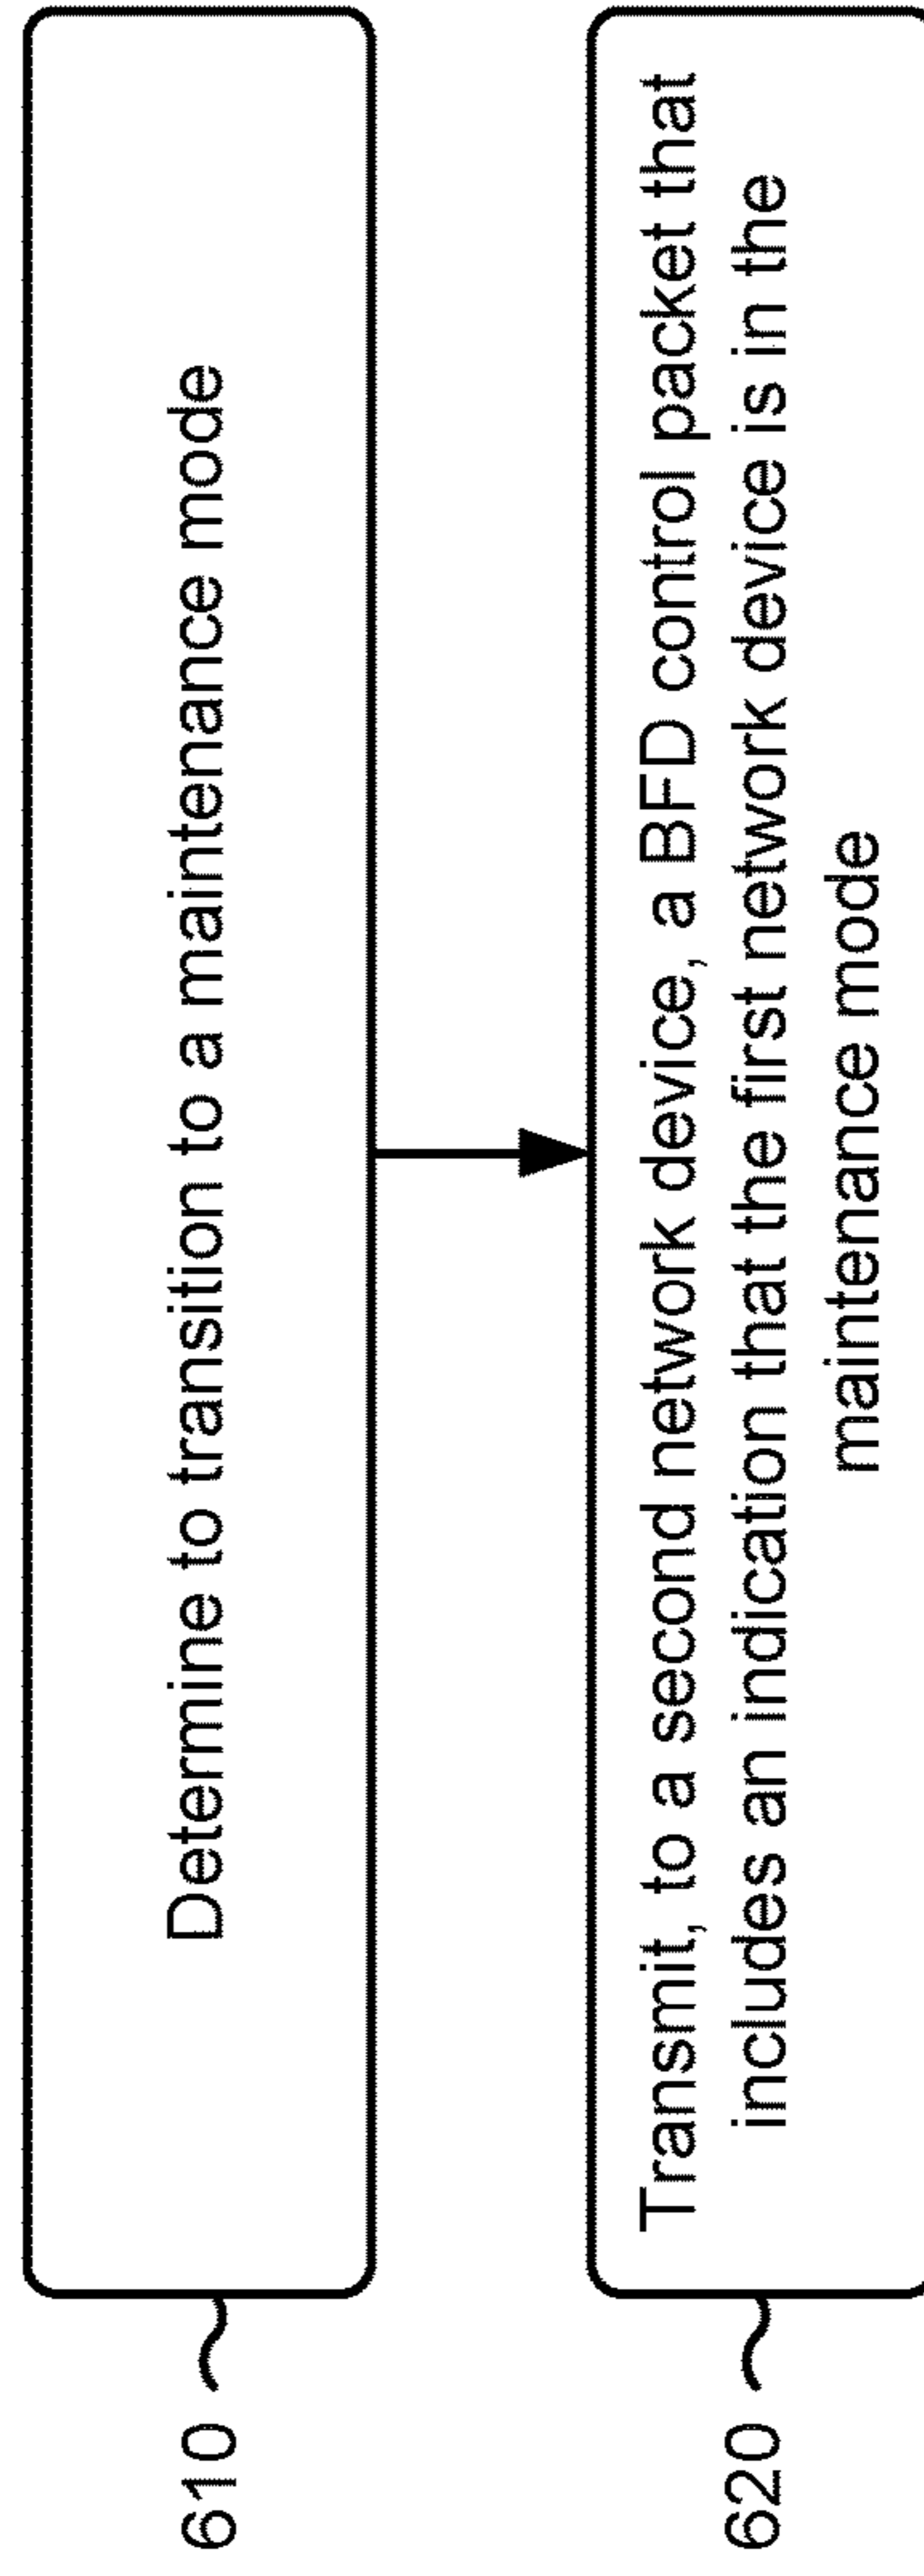 610
Determine to transition to a maintenance mode
620
Transmit, to a second network device, a BFD control packet that
includes an indication that the first network device is in the
maintenance mode